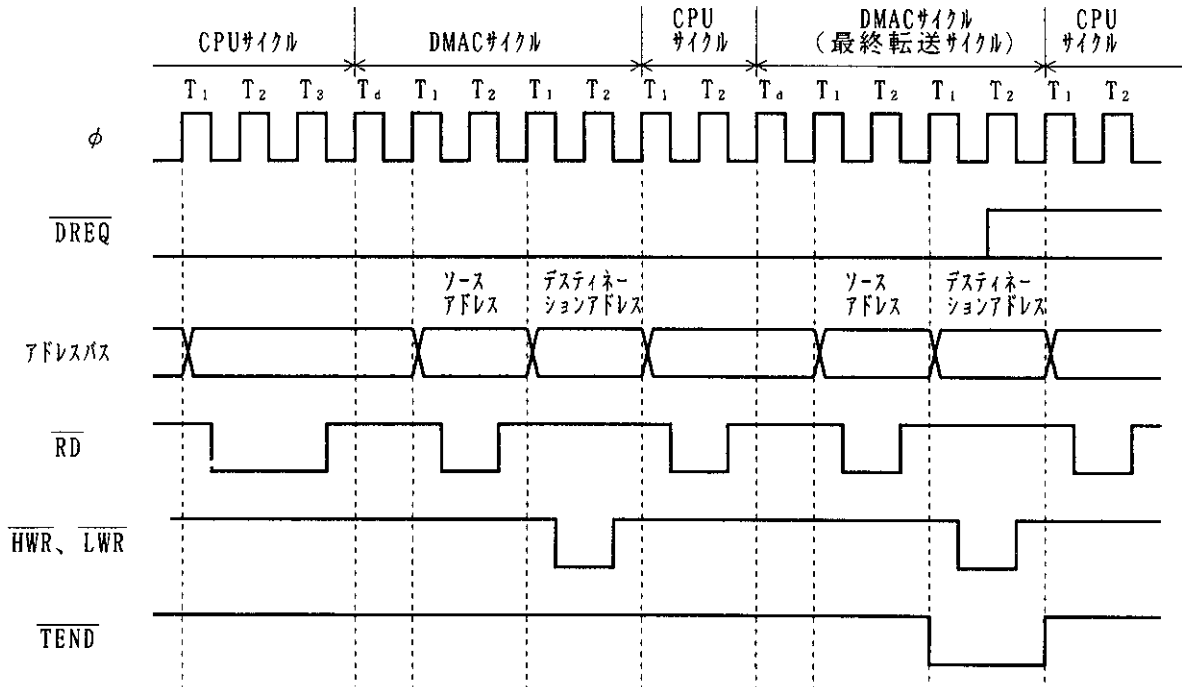 CPUサイクル
DMACサイクル
CPU
サイクル
DMACサイクル
(最終転送サイクル)
CPU
サイクル
T₁ T₂ T₃ T_d T₁ T₂ T₁ T₂ T₁ T₂ T_d T₁ T₂ T₁ T₂ T₁ T₂
φ
DREQ
ソース
アドレス
デスティネー
ションアドレス
ソース
アドレス
デスティネー
ションアドレス
アドレスバス
RD
HWR、LWR
TEND